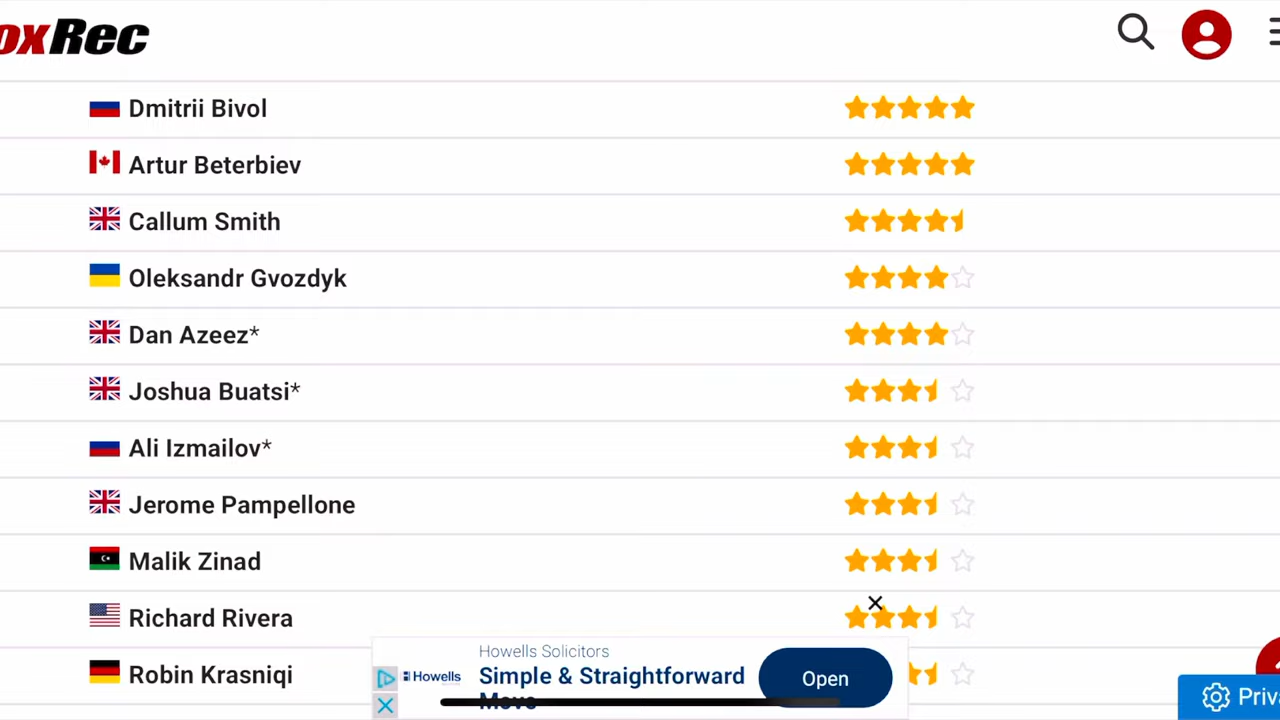 oxRec
Dmitrii Bivol
Artur Beterbiev
Callum Smith
Oleksandr Gvozdyk
Dan Azeez*
Joshua Buatsi*
Ali Izmailov*
Jerome Pampellone
Malik Zinad
Richard Rivera
Robin Krasniqi
Howells Solicitors
Howells
Simple & Straightforward
Move
Open
Priv